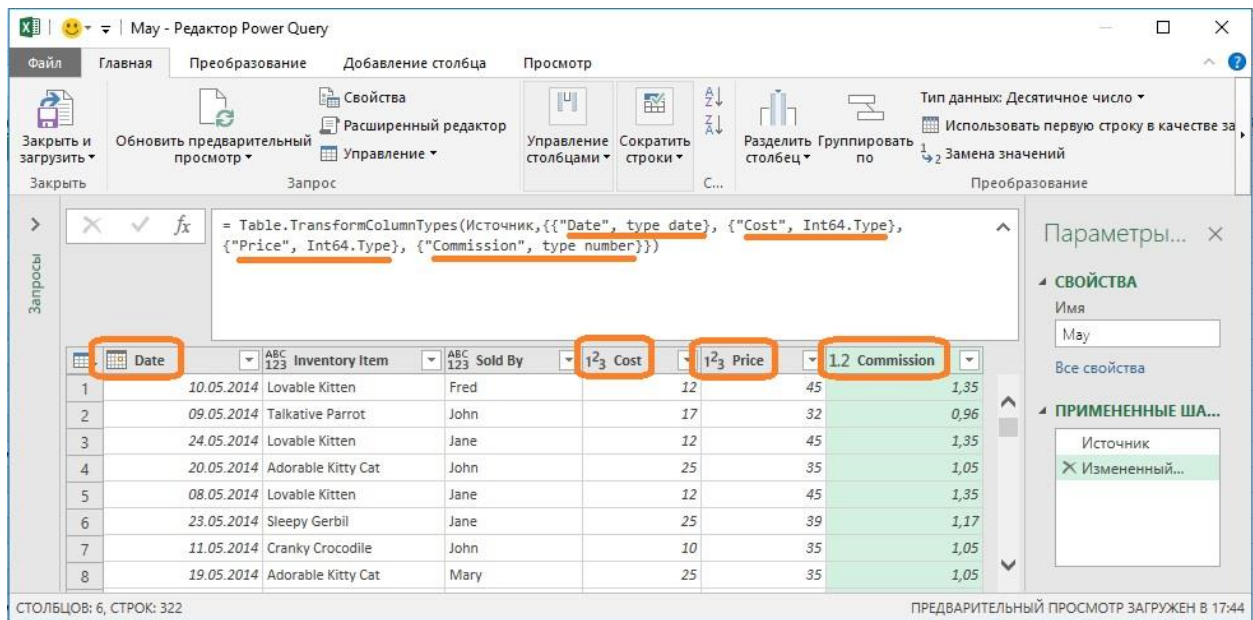 May - Редактор Power Query
Файл Главная Преобразование Добавление столбца Просмотр
Закрыть и загрузить
Закрыть
Обновить предварительный просмотр
Свойства
Расширенный редактор
Управление
Запрос
Управление столбцами
Сократить строки
С...
Разделить столбец
Группировать по
Тип данных: Десятичное число
Использовать первую строку в качестве за
Замена значений
Преобразование
Запросы
fx
= Table.TransformColumnTypes(Источник,{{"Date", type date}, {"Cost", Int64.Type},
{"Price", Int64.Type}, {"Commission", type number}})
Date ABC 123 Inventory Item ABC 123 Sold By 123 Cost 123 Price 1.2 Commission
1 10.05.2014 Lovable Kitten Fred 12 45 1,35
2 09.05.2014 Talkative Parrot John 17 32 0,96
3 24.05.2014 Lovable Kitten Jane 12 45 1,35
4 20.05.2014 Adorable Kitty Cat John 25 35 1,05
5 08.05.2014 Lovable Kitten Jane 12 45 1,35
6 23.05.2014 Sleepy Gerbil Jane 25 39 1,17
7 11.05.2014 Cranky Crocodile John 10 35 1,05
8 19.05.2014 Adorable Kitty Cat Mary 25 35 1,05
Параметры...
СВОЙСТВА
Имя
May
Все свойства
ПРИМЕНЕННЫЕ ША...
Источник
Измененный...
СТОЛБЦОВ: 6, СТРОК: 322
ПРЕДВАРИТЕЛЬНЫЙ ПРОСМОТР ЗАГРУЖЕН В 17:44